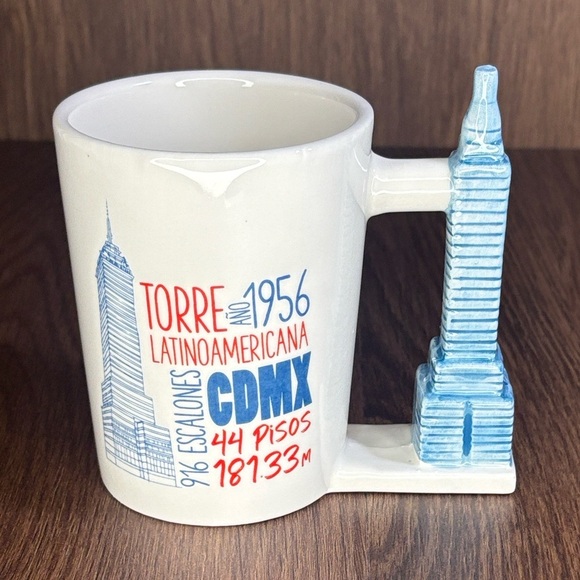 TORRE AÑO 1956
LATINOAMERICANA
916 ESCALONES
CDMX
44 PISOS
181.33M